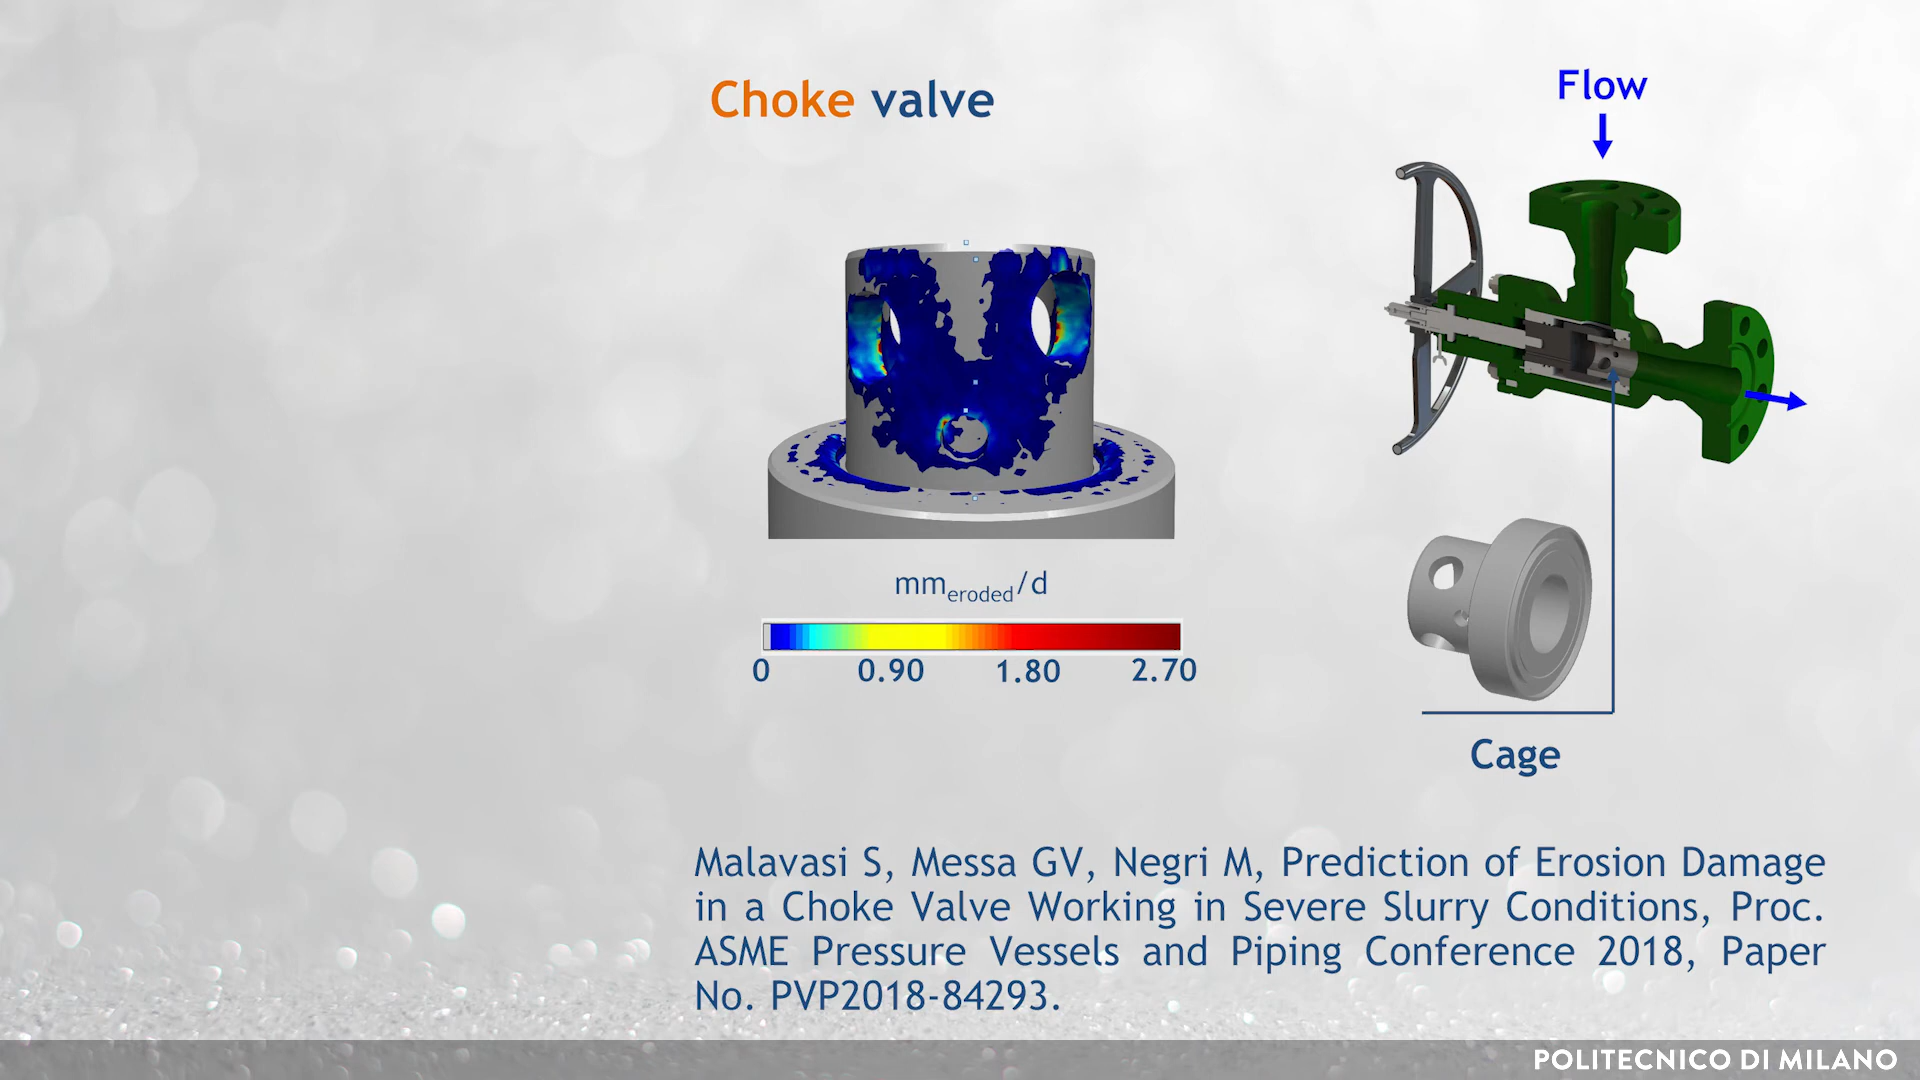 Choke valve
Flow
mmeroded/d
0 0.90 1.80 2.70
Cage
Malavasi S, Messa GV, Negri M, Prediction of Erosion Damage
in a Choke Valve Working in Severe Slurry Conditions, Proc.
ASME Pressure Vessels and Piping Conference 2018, Paper
No. PVP2018-84293.
POLITECNICO DI MILANO